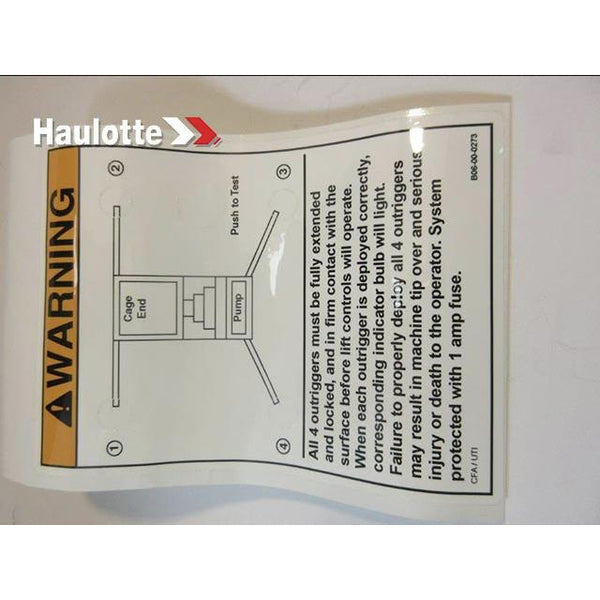 Haulotte
WARNING
2
3
Cage
End
Push to Test
Pump
1
4
All 4 outriggers must be fully extended
and locked, and in firm contact with the
surface before lift controls will operate.
When each outrigger is deployed correctly,
corresponding indicator bulb will light.
Failure to properly deploy all 4 outriggers
may result in machine tip over and serious
injury or death to the operator. System
protected with 1 amp fuse.
CFA / UTI
B06-00-0273